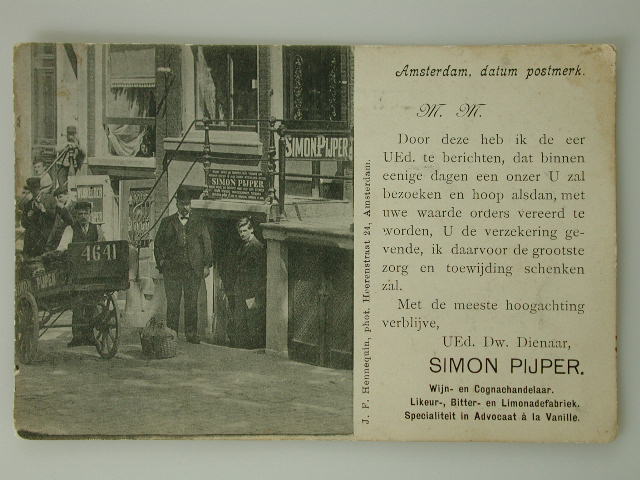 SIMON PIJPER
SIMON PIJPER
4641
J. F. Hennequin, phot. Heerenstraat 24, Amsterdam.
Amsterdam, datum postmerk.
M. M.
Door deze heb ik de eer
UEd. te berichten, dat binnen
eenige dagen een onzer U zal
bezoeken en hoop alsdan, met
uwe waarde orders vereerd te
worden, U de verzekering ge-
vende, ik daarvoor de grootste
zorg en toewijding schenken
zal.
Met de meeste hoogachting
verblijve,
UEd. Dw. Dienaar,
SIMON PIJPER.
Wijn- en Cognachandelaar.
Likeur-, Bitter- en Limonadefabriek.
Specialiteit in Advocaat à la Vanille.